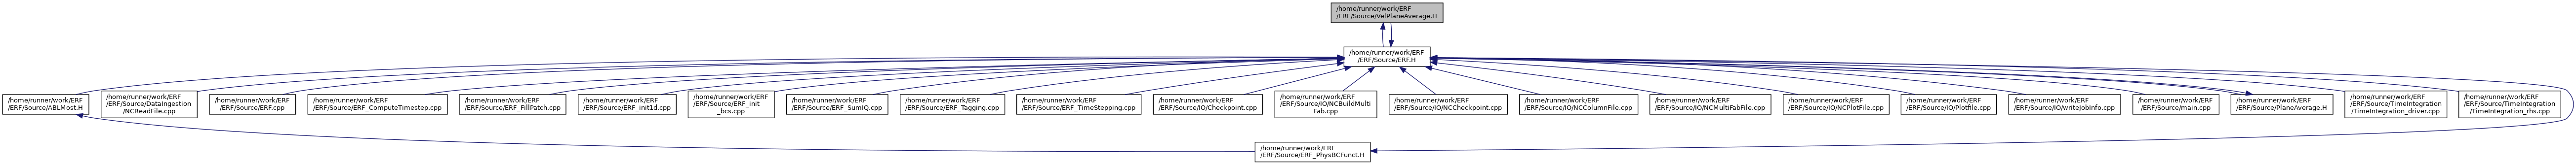 /home/runner/work/ERF
/ERF/Source/VelPlaneAverage.H
/home/runner/work/ERF
/ERF/Source/ERF.H
/home/runner/work/ERF
/ERF/Source/ABLMost.H
/home/runner/work/ERF
/ERF/Source/DataIngestion
/NCReadFile.cpp
/home/runner/work/ERF
/ERF/Source/ERF.cpp
/home/runner/work/ERF
/ERF/Source/ERF_ComputeTimestep.cpp
/home/runner/work/ERF
/ERF/Source/ERF_FillPatch.cpp
/home/runner/work/ERF
/ERF/Source/ERF_init1d.cpp
/home/runner/work/ERF
/ERF/Source/ERF_init
_bcs.cpp
/home/runner/work/ERF
/ERF/Source/ERF_SumIQ.cpp
/home/runner/work/ERF
/ERF/Source/ERF_Tagging.cpp
/home/runner/work/ERF
/ERF/Source/ERF_TimeStepping.cpp
/home/runner/work/ERF
/ERF/Source/IO/Checkpoint.cpp
/home/runner/work/ERF
/ERF/Source/IO/NCBuildMulti
Fab.cpp
/home/runner/work/ERF
/ERF/Source/IO/NCCheckpoint.cpp
/home/runner/work/ERF
/ERF/Source/IO/NCColumnFile.cpp
/home/runner/work/ERF
/ERF/Source/IO/NCMultiFabFile.cpp
/home/runner/work/ERF
/ERF/Source/IO/NCPlotFile.cpp
/home/runner/work/ERF
/ERF/Source/IO/Plotfile.cpp
/home/runner/work/ERF
/ERF/Source/IO/writeJobInfo.cpp
/home/runner/work/ERF
/ERF/Source/main.cpp
/home/runner/work/ERF
/ERF/Source/PlaneAverage.H
/home/runner/work/ERF
/ERF/Source/TimeIntegration
/TimeIntegration_driver.cpp
/home/runner/work/ERF
/ERF/Source/TimeIntegration
/TimeIntegration_rhs.cpp
/home/runner/work/ERF
/ERF/Source/ERF_PhysBCFunct.H